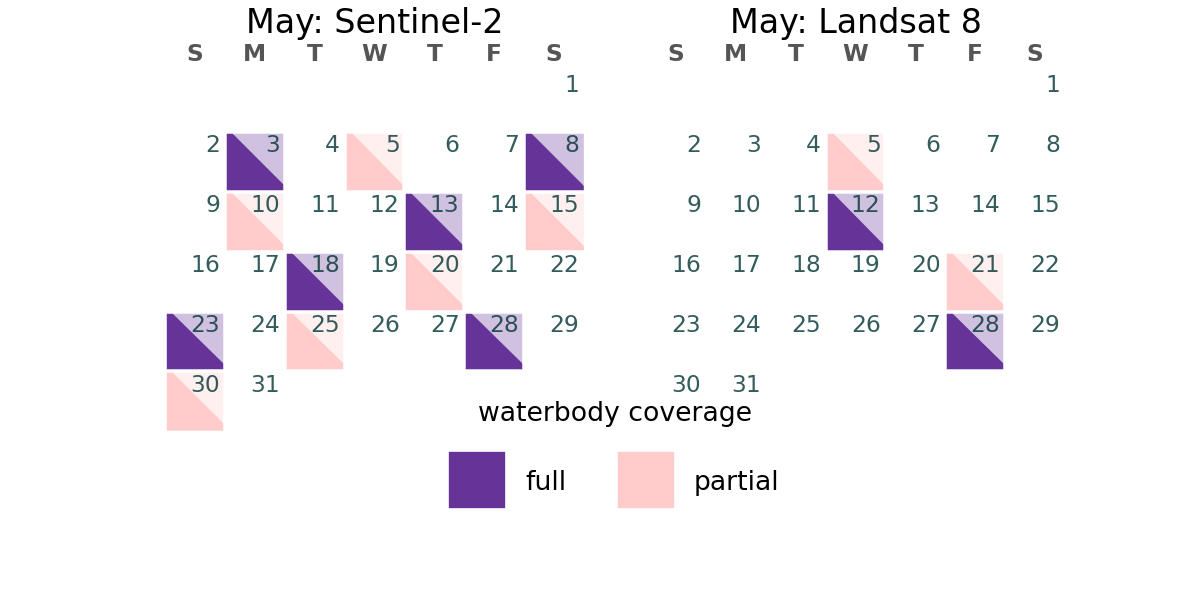 May: Sentinel-2
S M T W T F S
1
2 3 4 5 6 7 8
9 10 11 12 13 14 15
16 17 18 19 20 21 22
23 24 25 26 27 28 29
30 31
May: Landsat 8
S M T W T F S
1
2 3 4 5 6 7 8
9 10 11 12 13 14 15
16 17 18 19 20 21 22
23 24 25 26 27 28 29
30 31
waterbody coverage
full partial